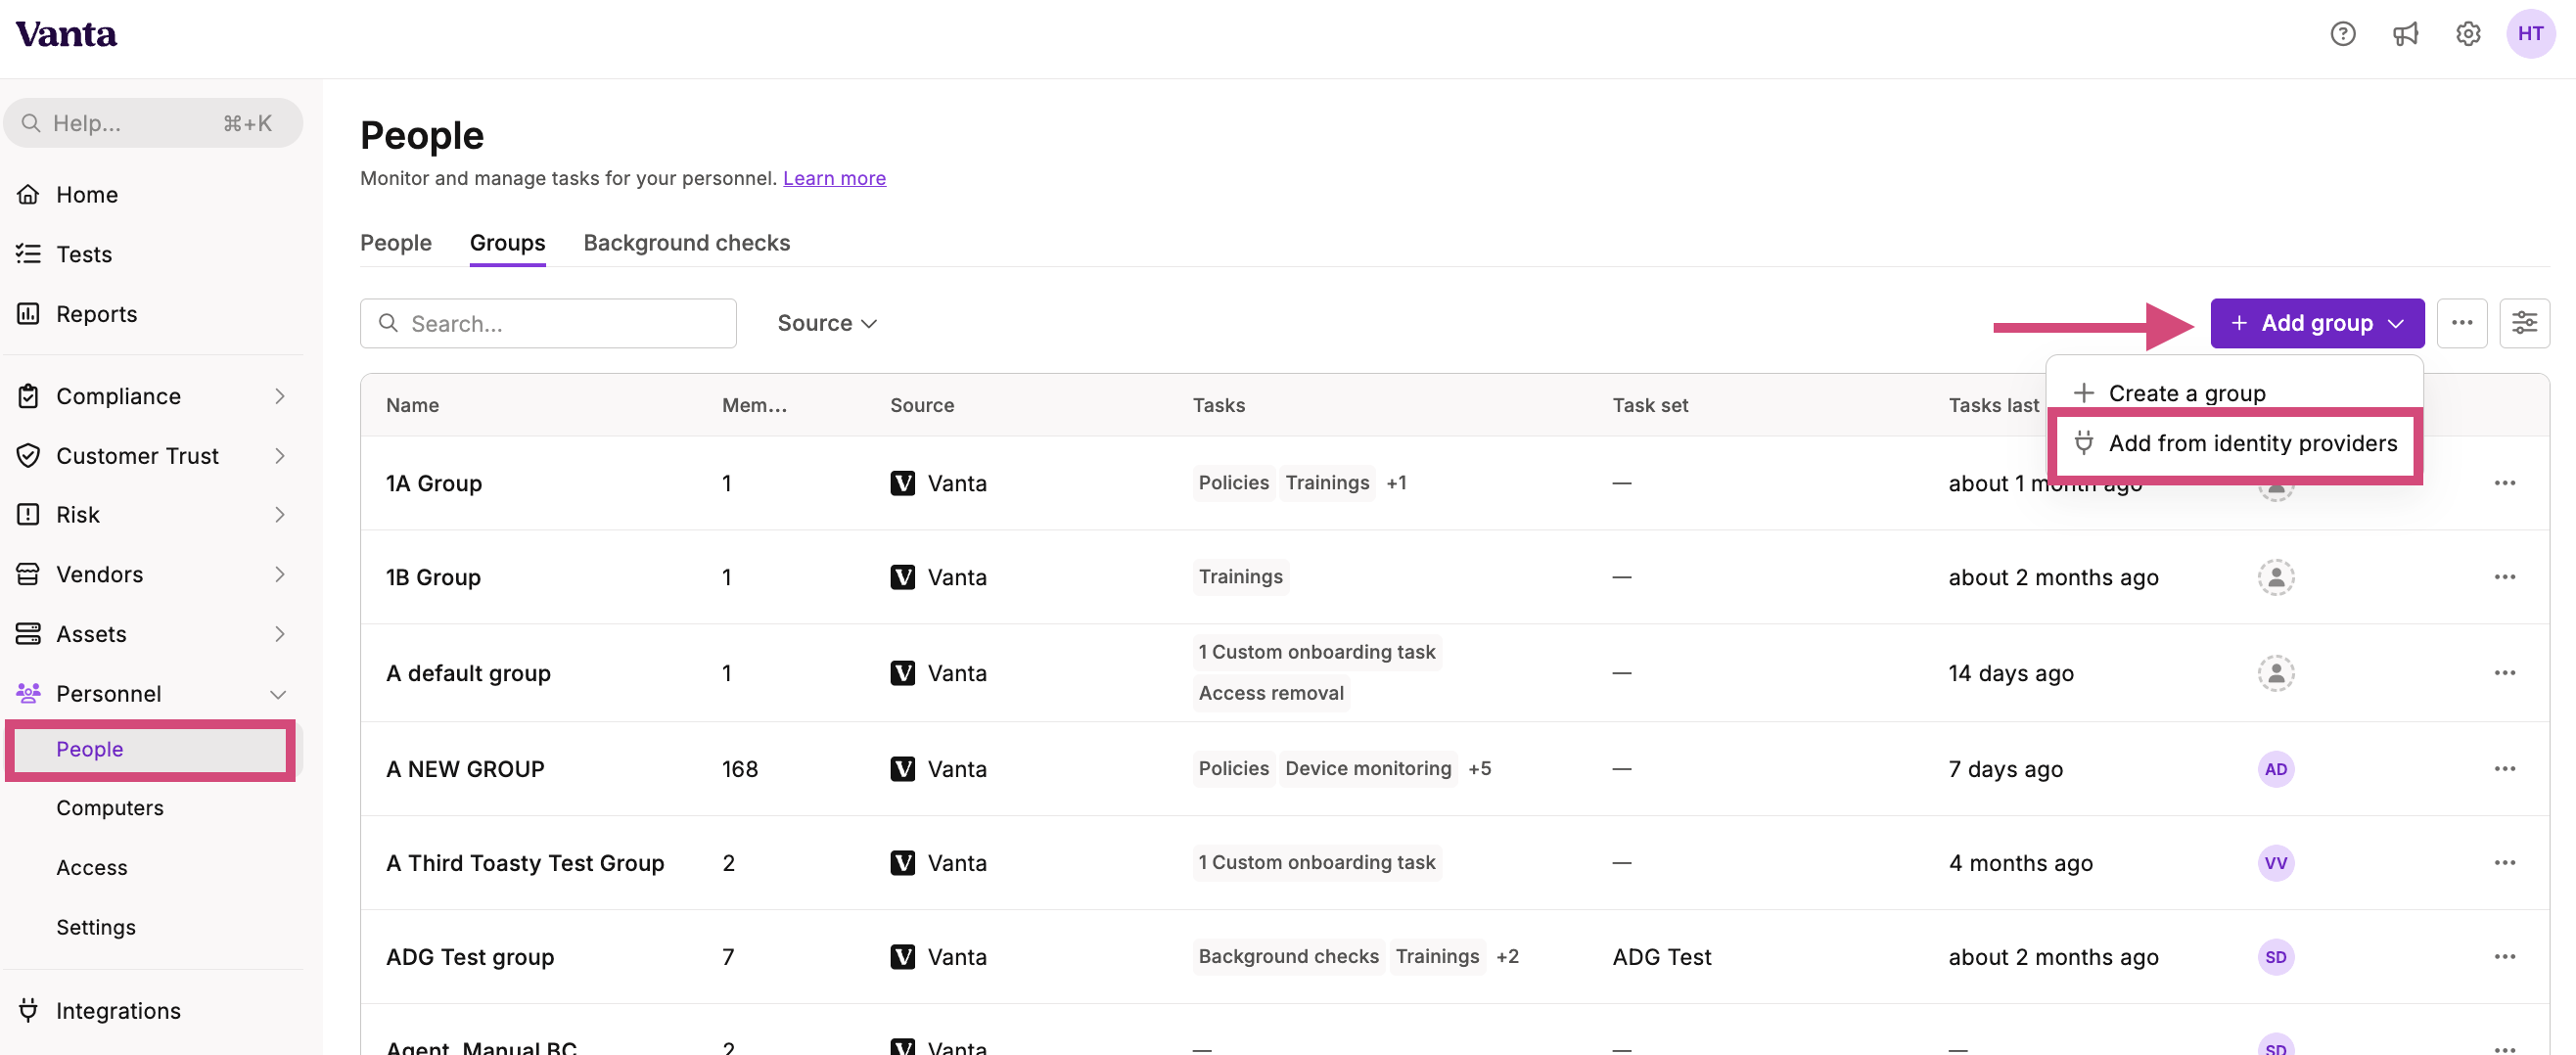 Vanta
HT
Help... ⌘+K
Home
Tests
Reports
Compliance
Customer Trust
Risk
Vendors
Assets
Personnel
People
Computers
Access
Settings
Integrations
People
Monitor and manage tasks for your personnel. Learn more
People Groups Background checks
Search... Source + Add group
+ Create a group
Add from identity providers
Name Mem... Source Tasks Task set Tasks last
1A Group 1 V Vanta Policies Trainings +1 — about 1 month ago
1B Group 1 V Vanta Trainings — about 2 months ago
A default group 1 V Vanta 1 Custom onboarding task Access removal — 14 days ago
A NEW GROUP 168 V Vanta Policies Device monitoring +5 — 7 days ago AD
A Third Toasty Test Group 2 V Vanta 1 Custom onboarding task — 4 months ago VV
ADG Test group 7 V Vanta Background checks Trainings +2 ADG Test about 2 months ago SD
Agent, Manual BC 2 V Vanta — — — SD